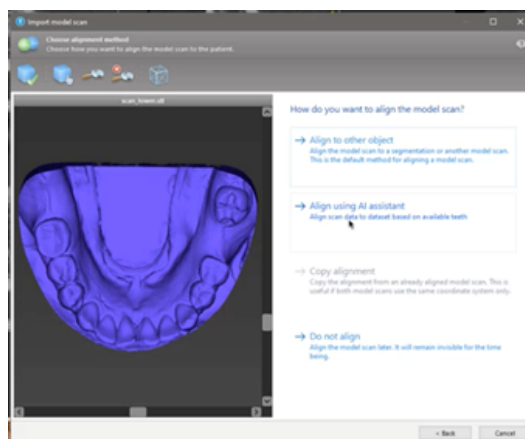 Import model scan
Choose alignment method
Choose how you want to align the model scan to the patient.
scan_lower.stl
How do you want to align the model scan?
Align to other object
Align the model scan to a segmentation or another model scan.
This is the default method for aligning a model scan.
Align using AI assistant
Align scan data to dataset based on available teeth
Copy alignment
Copy the alignment from an already aligned model scan. This is
useful if both model scans use the same coordinate system only.
Do not align
Align the model scan later. It will remain invisible for the time
being.
< Back
Cancel